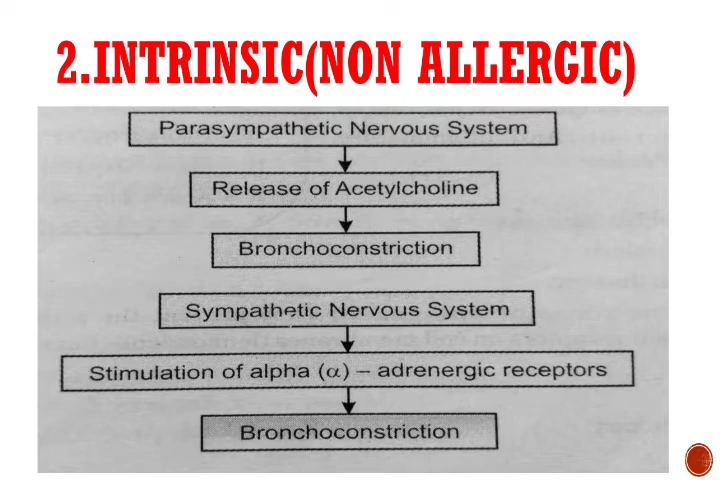 2.INTRINSIC(NON ALLERGIC)
Parasympathetic Nervous System
Release of Acetylcholine
Bronchoconstriction
Sympathetic Nervous System
Stimulation of alpha (α) – adrenergic receptors
Bronchoconstriction